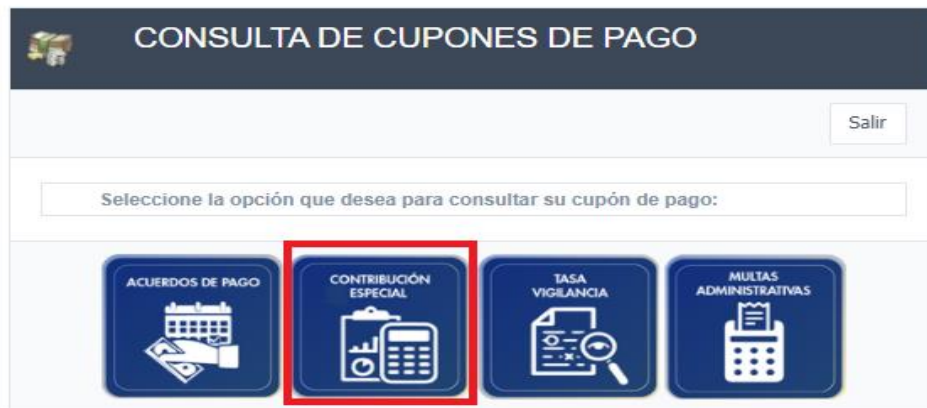 CONSULTA DE CUPONES DE PAGO
Salir
Seleccione la opción que desea para consultar su cupón de pago:
ACUERDOS DE PAGO
CONTRIBUCIÓN
ESPECIAL
TASA
VIGILANCIA
MULTAS
ADMINISTRATIVAS